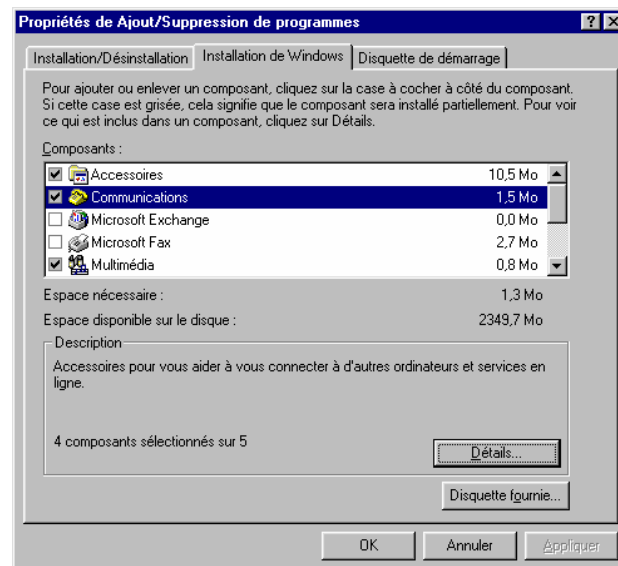 Propriétés de Ajout/Suppression de programmes
Installation/Désinstallation Installation de Windows Disquette de démarrage
Pour ajouter ou enlever un composant, cliquez sur la case à cocher à côté du composant.
Si cette case est grisée, cela signifie que le composant sera installé partiellement. Pour voir
ce qui est inclus dans un composant, cliquez sur Détails.
Composants :
Accessoires 10,5 Mo
Communications 1,5 Mo
Microsoft Exchange 0,0 Mo
Microsoft Fax 2,7 Mo
Multimédia 0,8 Mo
Espace nécessaire : 1,3 Mo
Espace disponible sur le disque : 2349,7 Mo
Description
Accessoires pour vous aider à vous connecter à d'autres ordinateurs et services en
ligne.
4 composants sélectionnés sur 5
Détails...
Disquette fournie...
OK Annuler Appliquer